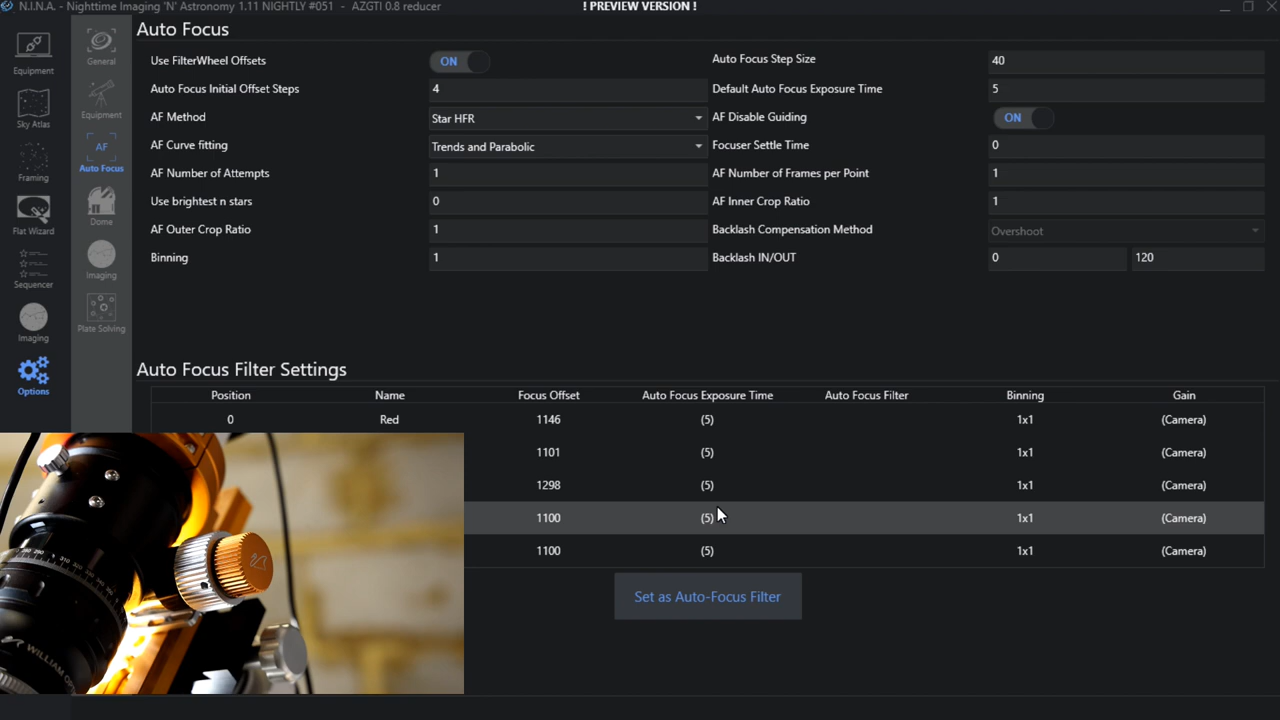 N.I.N.A. - Nighttime Imaging 'N' Astronomy 1.11 NIGHTLY #051 - AZGTI 0.8 reducer
! PREVIEW VERSION !
Equipment
Sky Atlas
Framing
Flat Wizard
Sequencer
Imaging
Options
General
Equipment
AF
Auto Focus
Dome
Imaging
Plate Solving
Auto Focus
Use FilterWheel Offsets ON Auto Focus Step Size 40
Auto Focus Initial Offset Steps 4 Default Auto Focus Exposure Time 5
AF Method Star HFR AF Disable Guiding ON
AF Curve fitting Trends and Parabolic Focuser Settle Time 0
AF Number of Attempts 1 AF Number of Frames per Point 1
Use brightest n stars 0 AF Inner Crop Ratio 1
AF Outer Crop Ratio 1 Backlash Compensation Method Overshoot
Binning 1 Backlash IN/OUT 0 120
Auto Focus Filter Settings
Position Name Focus Offset Auto Focus Exposure Time Auto Focus Filter Binning Gain
0 Red 1146 (5) 1x1 (Camera)
1101 (5) 1x1 (Camera)
1298 (5) 1x1 (Camera)
1100 (5) 1x1 (Camera)
1100 (5) 1x1 (Camera)
Set as Auto-Focus Filter
WILLIAM